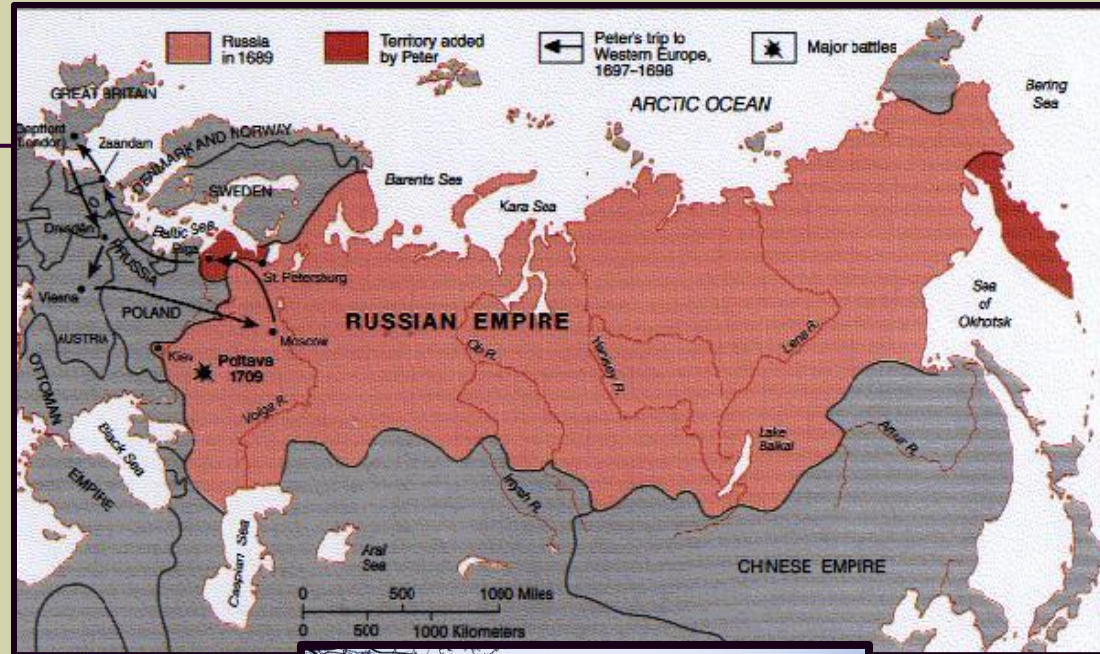 Russia
in 1689
Territory added
by Peter
Peter's trip to
Western Europe,
1697–1698
Major battles
GREAT BRITAIN
Deptford
(London)
Zaandam
DENMARK AND NORWAY
SWEDEN
ARCTIC OCEAN
Bering
Sea
Barents Sea
Kara Sea
Dresden
Baltic Sea
Riga
PRUSSIA
St. Petersburg
Vienna
POLAND
RUSSIAN EMPIRE
Moscow
Sea
of
Okhotsk
AUSTRIA
Kiev
Poltava
1709
Ob R.
Yenisey R.
Lena R.
OTTOMAN
EMPIRE
Volga R.
Black Sea
Lake
Baikal
Amur R.
Irtysh R.
Caspian Sea
Aral
Sea
CHINESE EMPIRE
0 500 1000 Miles
0 500 1000 Kilometers